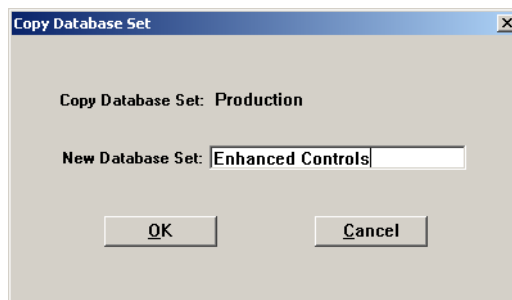 Copy Database Set
Copy Database Set: Production
New Database Set: Enhanced Controls
OK Cancel